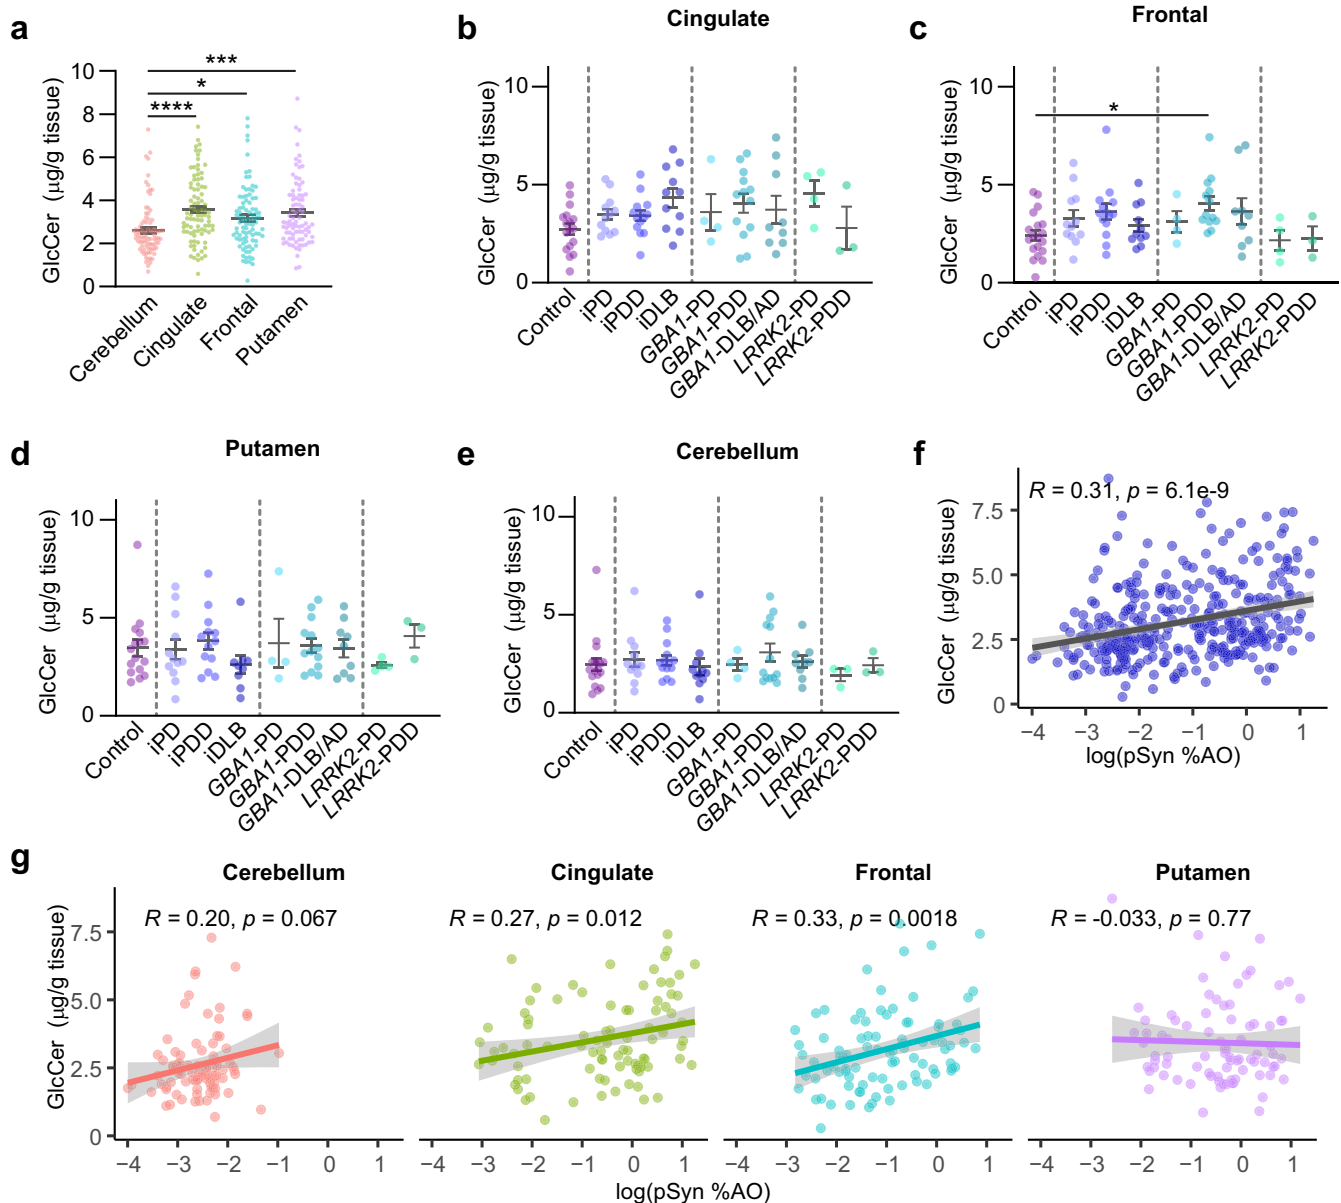 a
GlcCer (µg/g tissue)
10
8
6
4
2
0
***
*
****
Cerebellum
Cingulate
Frontal
Putamen
b
Cingulate
GlcCer (µg/g tissue)
10
5
0
Control
iPD
iPDD
iDLB
GBA1-PD
GBA1-PDD
GBA1-DLB/AD
LRRK2-PD
LRRK2-PDD
c
Frontal
GlcCer (µg/g tissue)
10
5
0
*
Control
iPD
iPDD
iDLB
GBA1-PD
GBA1-PDD
GBA1-DLB/AD
LRRK2-PD
LRRK2-PDD
d
Putamen
GlcCer (µg/g tissue)
10
5
0
Control
iPD
iPDD
iDLB
GBA1-PD
GBA1-PDD
GBA1-DLB/AD
LRRK2-PD
LRRK2-PDD
e
Cerebellum
GlcCer (µg/g tissue)
10
5
0
Control
iPD
iPDD
iDLB
GBA1-PD
GBA1-PDD
GBA1-DLB/AD
LRRK2-PD
LRRK2-PDD
f
R = 0.31, p = 6.1e-9
GlcCer (µg/g tissue)
7.5
5.0
2.5
0
−4 −3 −2 −1 0 1
log(pSyn %AO)
g
Cerebellum Cingulate Frontal Putamen
R = 0.20, p = 0.067 R = 0.27, p = 0.012 R = 0.33, p = 0.0018 R = -0.033, p = 0.77
GlcCer (µg/g tissue)
7.5
5.0
2.5
0
−4 −3 −2 −1 0 1 −4 −3 −2 −1 0 1 −4 −3 −2 −1 0 1 −4 −3 −2 −1 0 1
log(pSyn %AO)